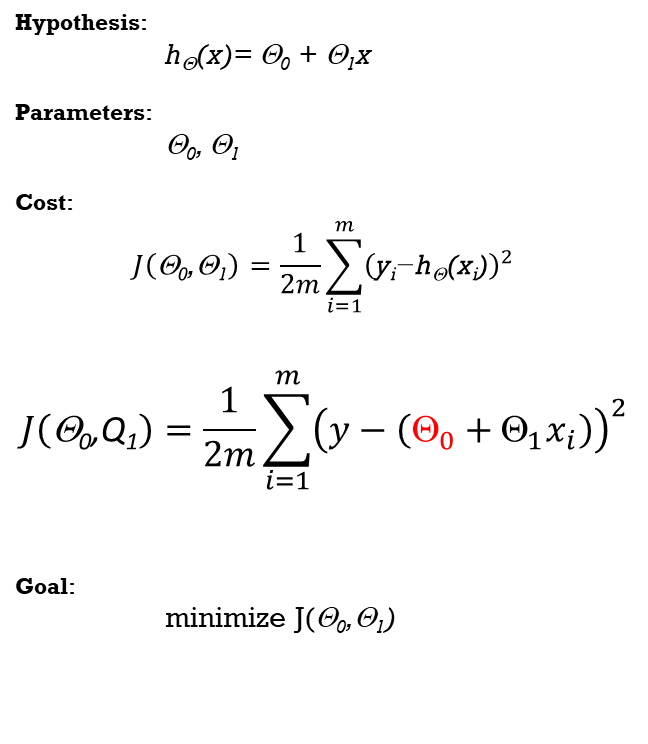 Hypothesis:
hΘ(x)= Θ0 + Θ1x
Parameters:
Θ0, Θ1
Cost:
J(Θ0,Θ1) = 1/2m ∑_{i=1}^{m} (yi−hΘ(xi))²
J(Θ0,Q1) = 1/2m ∑_{i=1}^{m} (y − (Θ0 + Θ1xi))²
Goal:
minimize J(Θ0,Θ1)